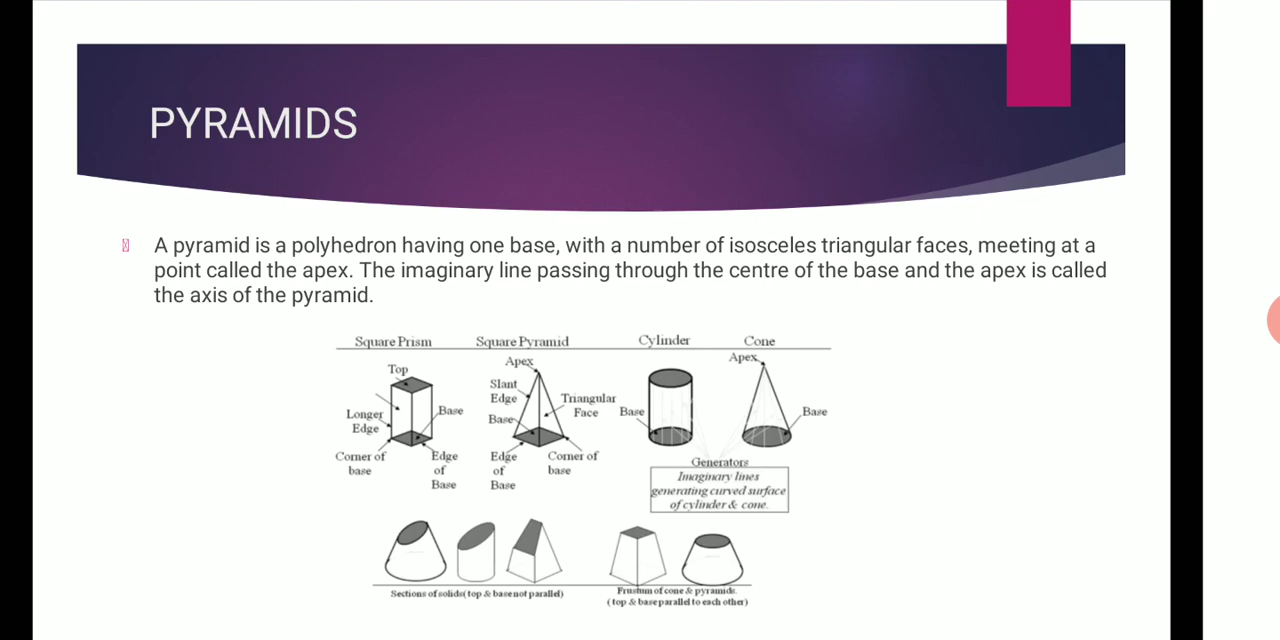 PYRAMIDS
A pyramid is a polyhedron having one base, with a number of isosceles triangular faces, meeting at a
point called the apex. The imaginary line passing through the centre of the base and the apex is called
the axis of the pyramid.
Square Prism
Top
Longer
Edge
Base
Corner of
base
Edge
of
Base
Square Pyramid
Apex
Slant
Edge
Triangular
Face
Base
Edge
of
Base
Corner of
base
Cylinder
Base
Cone
Apex
Base
Generators
Imaginary lines
generating curved surface
of cylinder & cone.
Sections of solids( top & base not parallel)
Frustum of cone & pyramids.
( top & base parallel to each other)